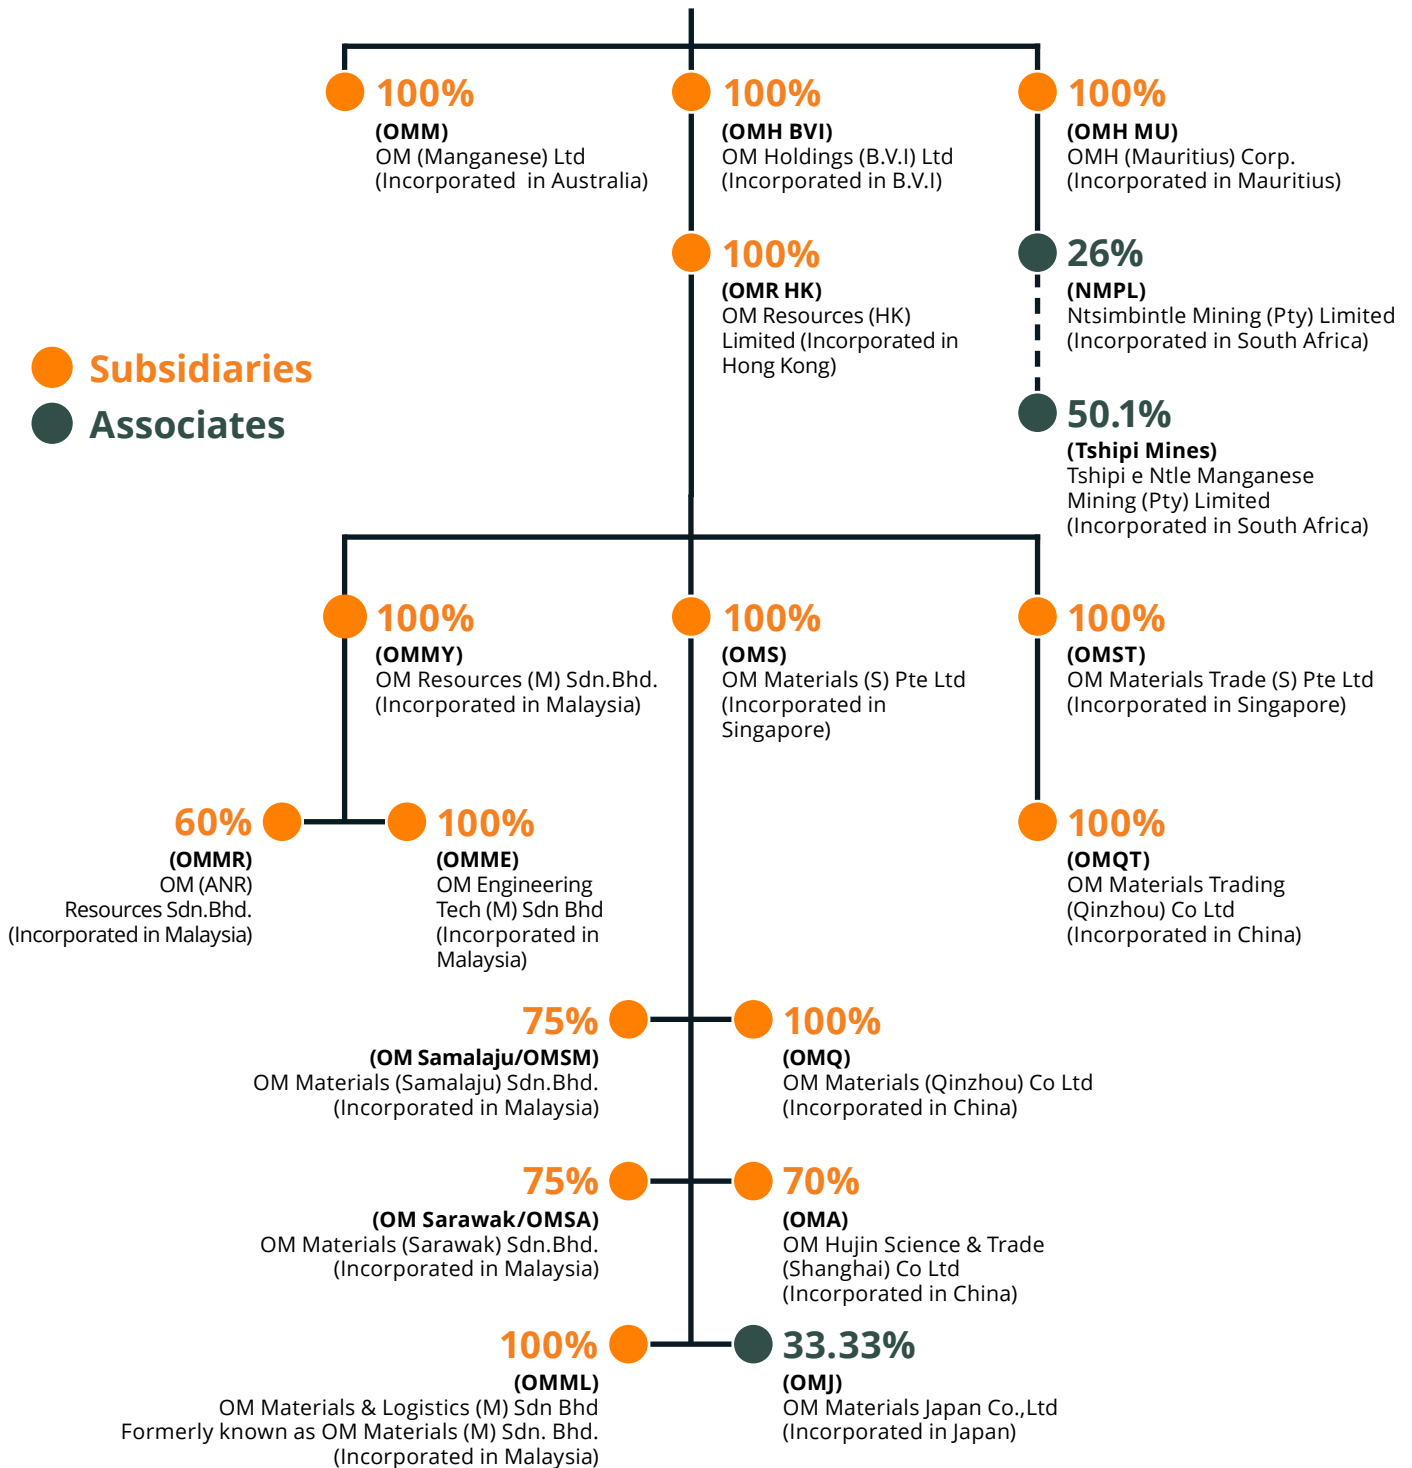 100%
(OMM)
OM (Manganese) Ltd
(Incorporated in Australia)
100%
(OMH BVI)
OM Holdings (B.V.I) Ltd
(Incorporated in B.V.I)
100%
(OMH MU)
OMH (Mauritius) Corp.
(Incorporated in Mauritius)
100%
(OMR HK)
OM Resources (HK)
Limited (Incorporated in
Hong Kong)
26%
(NMPL)
Ntsimbintle Mining (Pty) Limited
(Incorporated in South Africa)
Subsidiaries
Associates
50.1%
(Tshipi Mines)
Tshipi e Ntle Manganese
Mining (Pty) Limited
(Incorporated in South Africa)
100%
(OMMY)
OM Resources (M) Sdn.Bhd.
(Incorporated in Malaysia)
100%
(OMS)
OM Materials (S) Pte Ltd
(Incorporated in
Singapore)
100%
(OMST)
OM Materials Trade (S) Pte Ltd
(Incorporated in Singapore)
60%
(OMMR)
OM (ANR)
Resources Sdn.Bhd.
(Incorporated in Malaysia)
100%
(OMME)
OM Engineering
Tech (M) Sdn Bhd
(Incorporated in
Malaysia)
100%
(OMQT)
OM Materials Trading
(Qinzhou) Co Ltd
(Incorporated in China)
75%
(OM Samalaju/OMSM)
OM Materials (Samalaju) Sdn.Bhd.
(Incorporated in Malaysia)
100%
(OMQ)
OM Materials (Qinzhou) Co Ltd
(Incorporated in China)
75%
(OM Sarawak/OMSA)
OM Materials (Sarawak) Sdn.Bhd.
(Incorporated in Malaysia)
70%
(OMA)
OM Hujin Science & Trade
(Shanghai) Co Ltd
(Incorporated in China)
100%
(OMML)
OM Materials & Logistics (M) Sdn Bhd
Formerly known as OM Materials (M) Sdn. Bhd.
(Incorporated in Malaysia)
33.33%
(OMJ)
OM Materials Japan Co.,Ltd
(Incorporated in Japan)